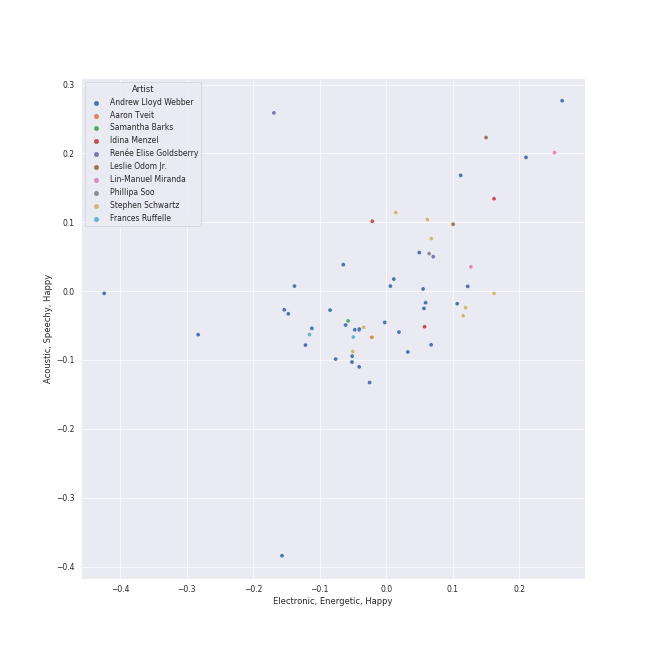 Artist
Andrew Lloyd Webber
Aaron Tveit
Samantha Barks
Idina Menzel
Renée Elise Goldsberry
Leslie Odom Jr.
Lin-Manuel Miranda
Phillipa Soo
Stephen Schwartz
Frances Ruffelle
0.3
0.2
0.1
0.0
−0.1
−0.2
−0.3
−0.4
Acoustic, Speechy, Happy
−0.4 −0.3 −0.2 −0.1 0.0 0.1 0.2
Electronic, Energetic, Happy